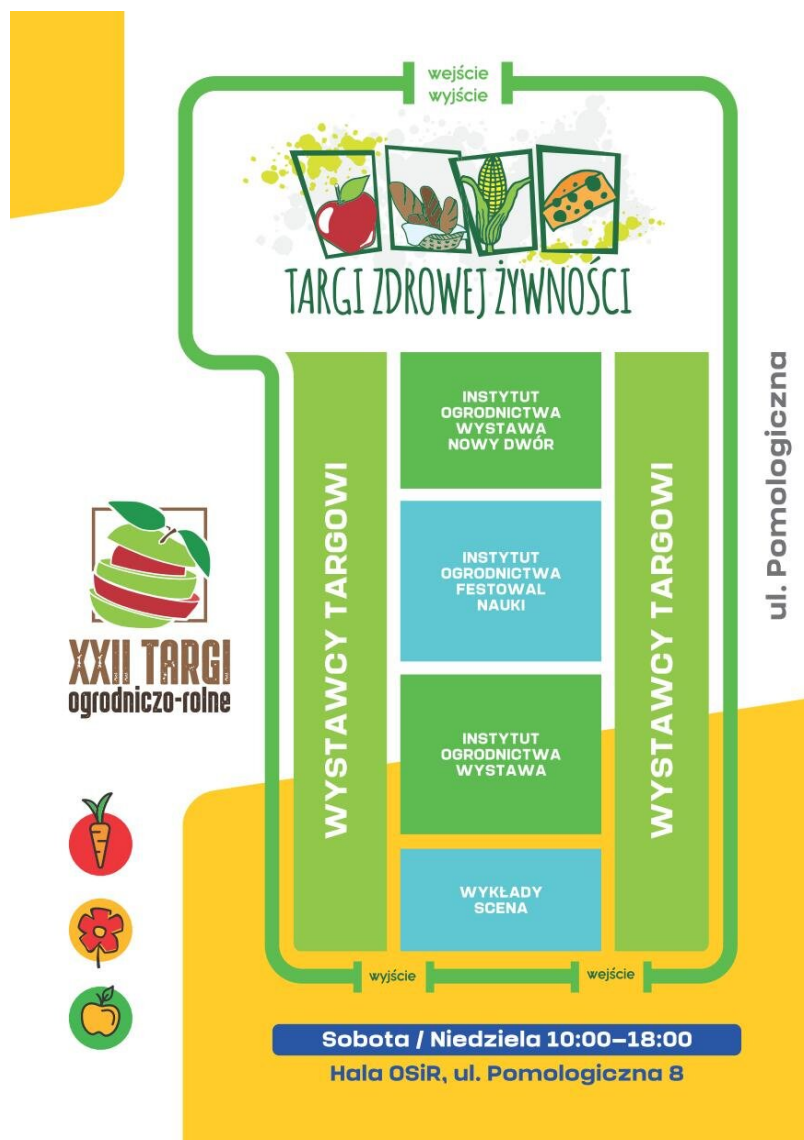 wejście
wyjście
TARGI ZDROWEJ ŻYWNOŚCI
WYSTAWCY TARGOWI
INSTYTUT
OGRODNICTWA
WYSTAWA
NOWY DWÓR
INSTYTUT
OGRODNICTWA
FESTOWAL
NAUKI
INSTYTUT
OGRODNICTWA
WYSTAWA
WYKŁADY
SCENA
WYSTAWCY TARGOWI
ul. Pomologiczna
XXII TARGI
ogrodniczo-rolne
wyjście
wejście
Sobota / Niedziela 10:00–18:00
Hala OSiR, ul. Pomologiczna 8